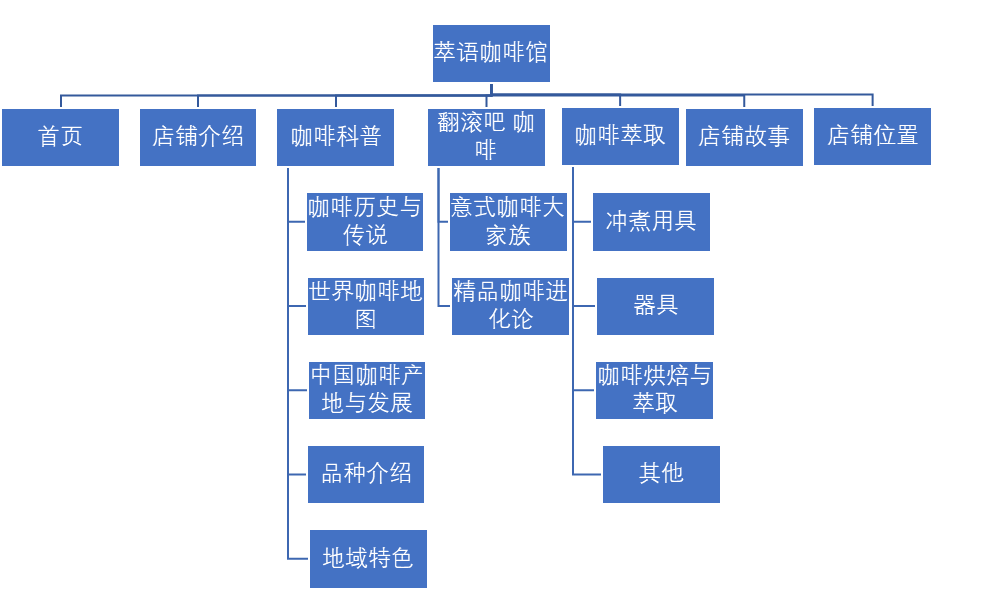 萃语咖啡馆
首页
店铺介绍
咖啡科普
翻滚吧 咖
啡
咖啡萃取
店铺故事
店铺位置
咖啡历史与
传说
世界咖啡地
图
中国咖啡产
地与发展
品种介绍
地域特色
意式咖啡大
家族
精品咖啡进
化论
冲煮用具
器具
咖啡烘焙与
萃取
其他